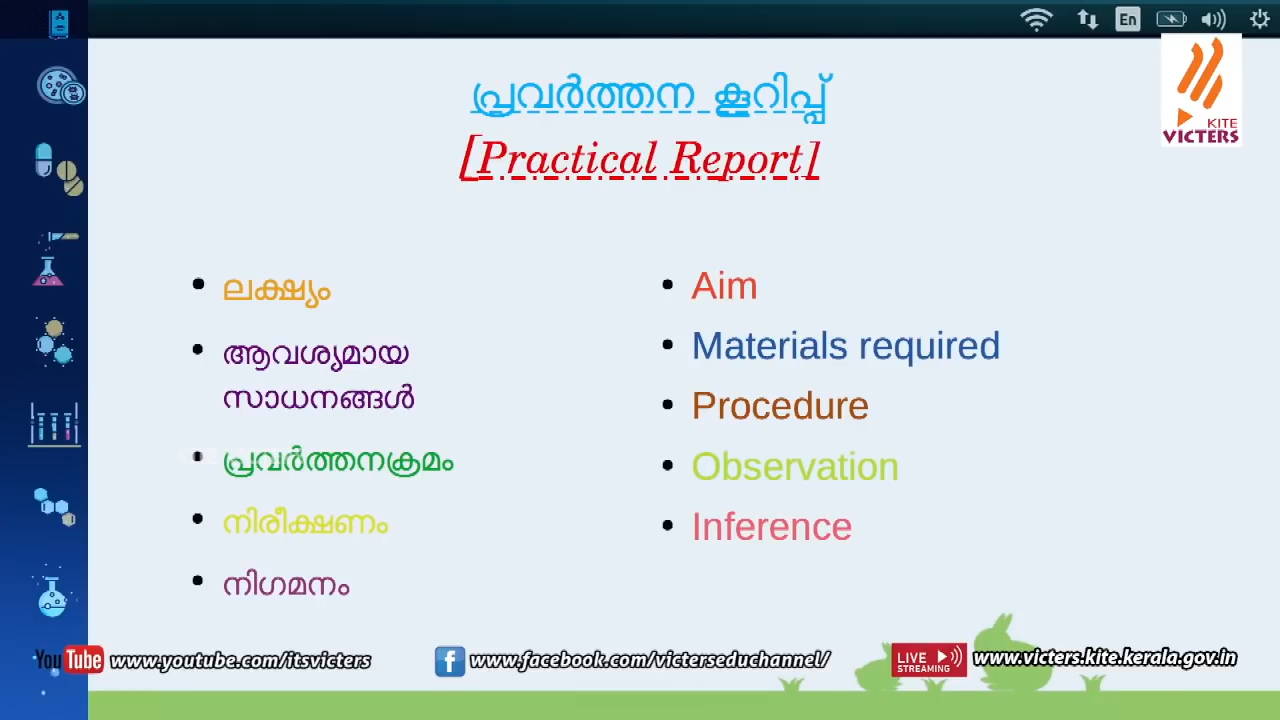 En
പ്രവർത്തന കൂറിപ്പ്
[Practical Report]
KITE
VICTERS
ലക്ഷ്യം
ആവശ്യമായ
സാധനങ്ങൾ
പ്രവർത്തനക്രമം
നിരീക്ഷണം
നിഗമനം
Aim
Materials required
Procedure
Observation
Inference
YouTube www.youtube.com/itsvicters
f www.facebook.com/victerseduchannel/
LIVE
STREAMING
www.victers.kite.kerala.gov.in